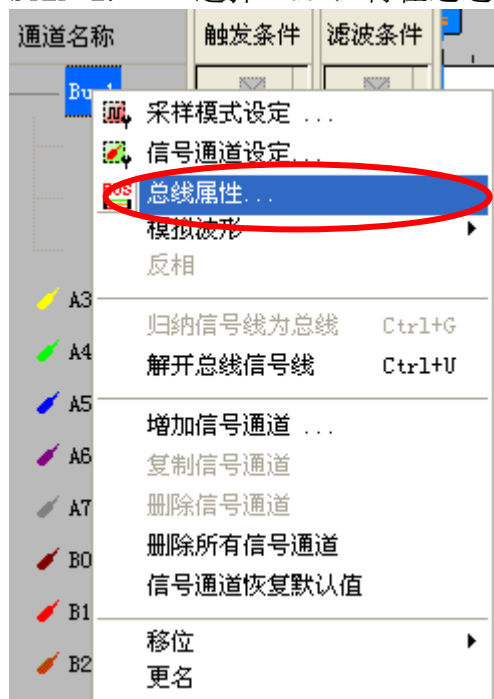 通道名称 触发条件 滤波条件
采样模式设定 ...
信号通道设定...
总线属性...
模拟波形
反相
A3
归纳信号线为总线 Ctrl+G
A4
解开总线信号线 Ctrl+U
A5
增加信号通道 ...
A6
复制信号通道
A7
删除信号通道
B0
删除所有信号通道
信号通道恢复默认值
B1
移位
B2
更名